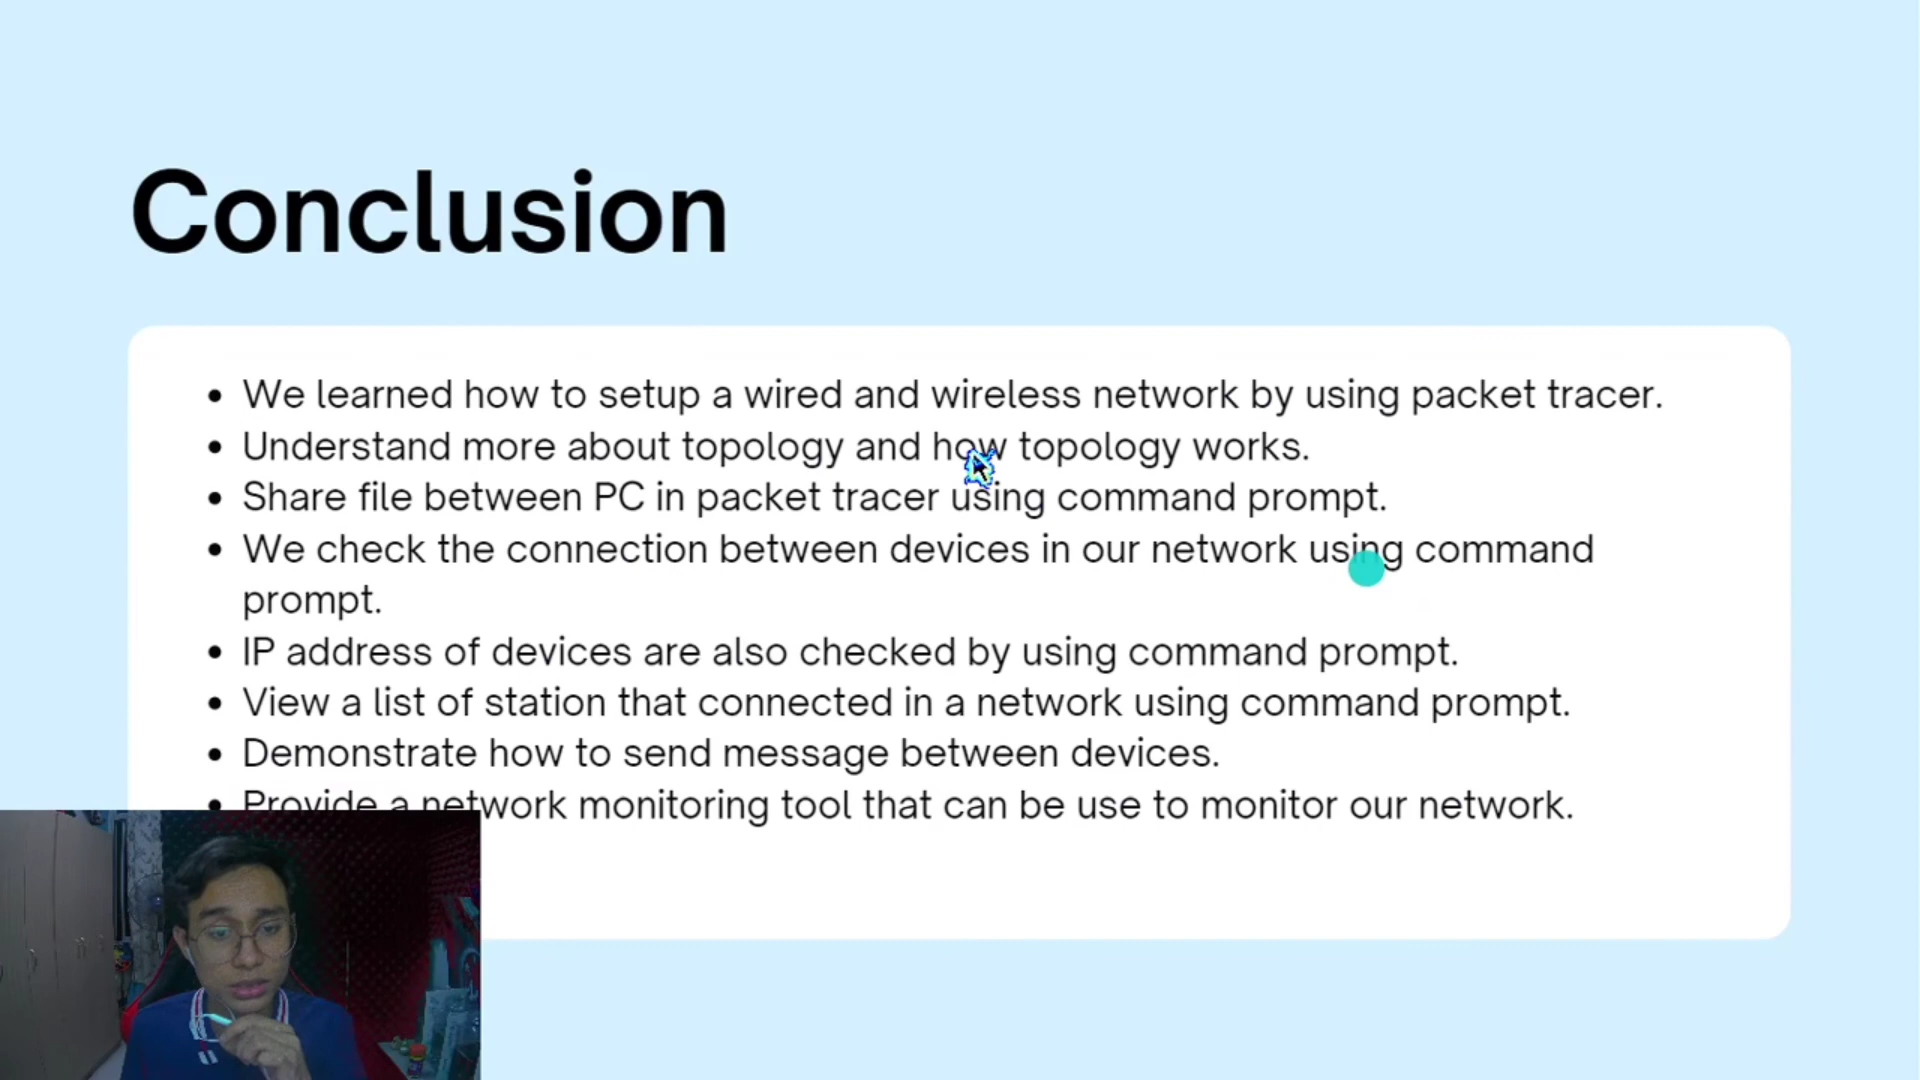 Conclusion
• We learned how to setup a wired and wireless network by using packet tracer.
• Understand more about topology and how topology works.
• Share file between PC in packet tracer using command prompt.
• We check the connection between devices in our network using command
prompt.
• IP address of devices are also checked by using command prompt.
• View a list of station that connected in a network using command prompt.
• Demonstrate how to send message between devices.
• Provide a network monitoring tool that can be use to monitor our network.